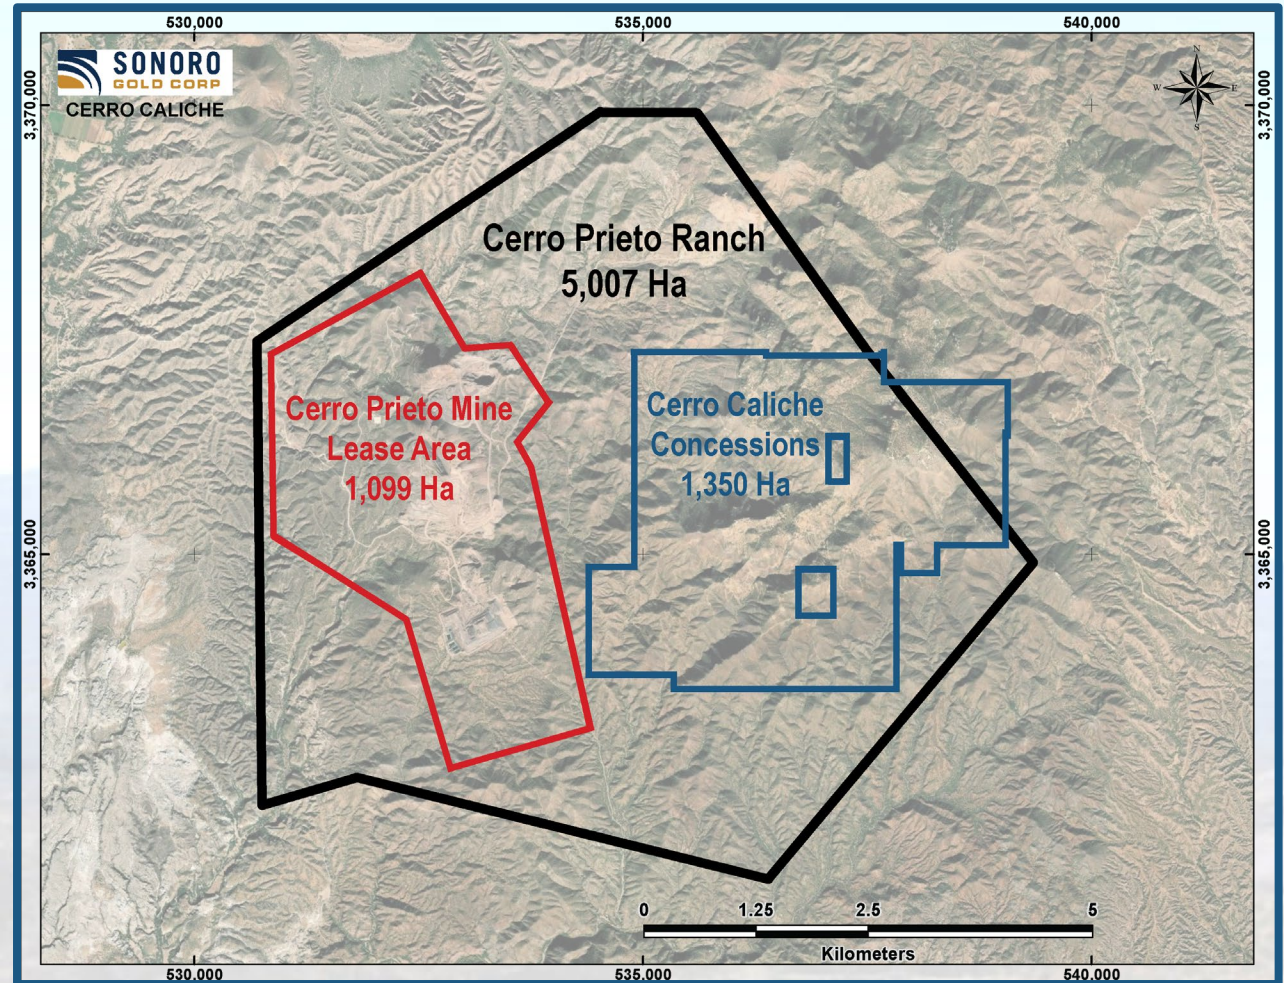 530,000
535,000
540,000
SONORO
GOLD CORP
CERRO CALICHE
N
W E
S
3,370,000
3,370,000
Cerro Prieto Ranch
5,007 Ha
Cerro Prieto Mine
Lease Area
1,099 Ha
Cerro Caliche
Concessions
1,350 Ha
3,365,000
3,365,000
0 1.25 2.5 5
Kilometers
530,000
535,000
540,000